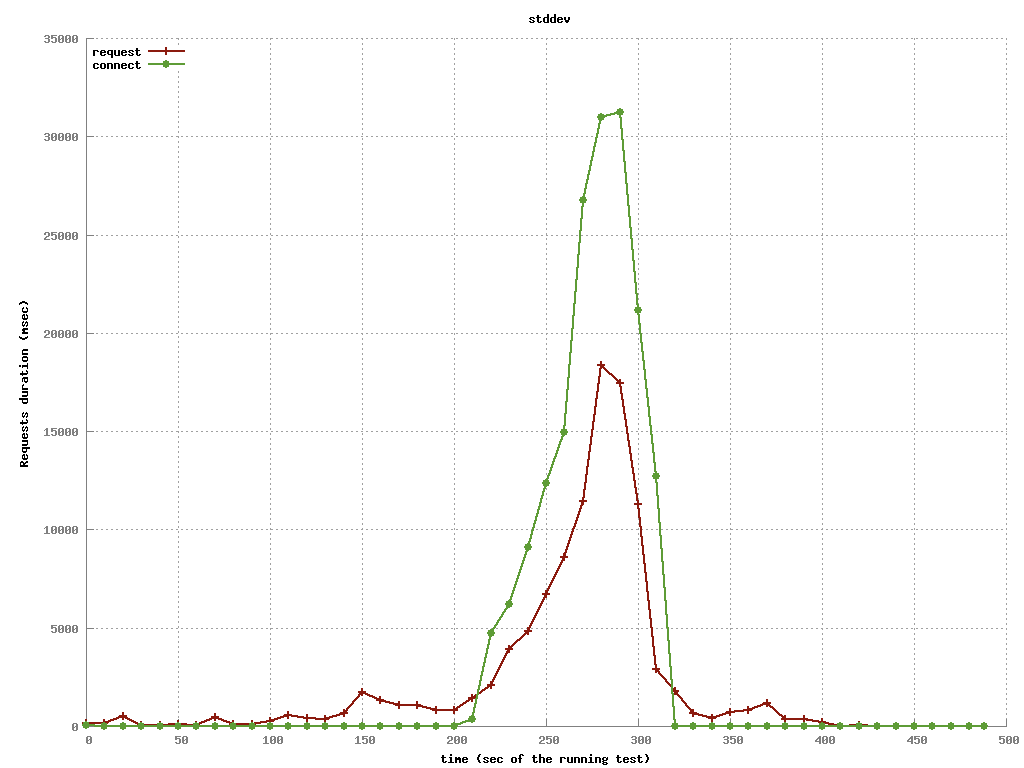 stddev
request
connect
35000
30000
25000
20000
15000
10000
5000
0
Requests duration (msec)
0 50 100 150 200 250 300 350 400 450 500
time (sec of the running test)